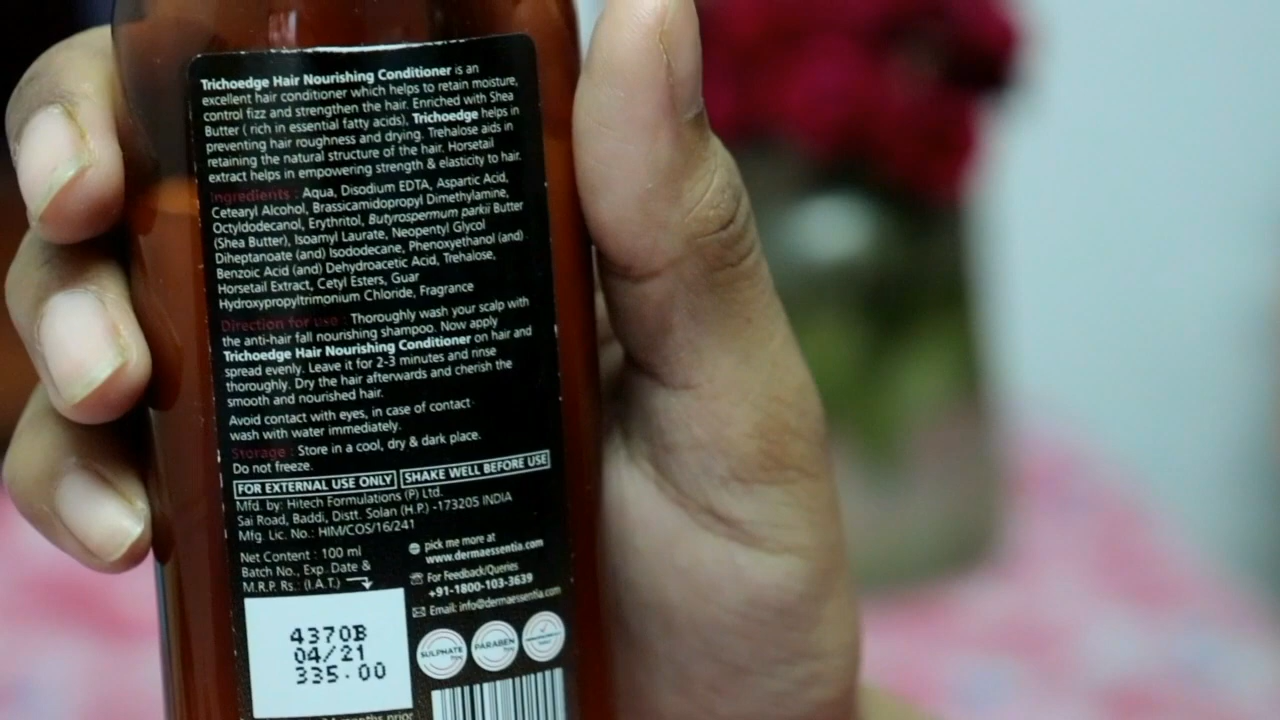 Trichoedge Hair Nourishing Conditioner is an
excellent hair conditioner which helps to retain moisture,
control fizz and strengthen the hair. Enriched with Shea
Butter ( rich in essential fatty acids), Trichoedge helps in
preventing hair roughness and drying. Trehalose aids in
retaining the natural structure of the hair. Horsetail
extract helps in empowering strength & elasticity to hair.
Ingredients : Aqua, Disodium EDTA, Aspartic Acid,
Cetearyl Alcohol, Brassicamidopropyl Dimethylamine,
Octyldodecanol, Erythritol, Butyrospermum parkii Butter
(Shea Butter), Isoamyl Laurate, Neopentyl Glycol
Diheptanoate (and) Isododecane, Phenoxyethanol (and)
Benzoic Acid (and) Dehydroacetic Acid, Trehalose,
Horsetail Extract, Cetyl Esters, Guar
Hydroxypropyltrimonium Chloride, Fragrance
Direction for use : Thoroughly wash your scalp with
the anti-hair fall nourishing shampoo. Now apply
Trichoedge Hair Nourishing Conditioner on hair and
spread evenly. Leave it for 2-3 minutes and rinse
thoroughly. Dry the hair afterwards and cherish the
smooth and nourished hair.
Avoid contact with eyes, in case of contact
wash with water immediately.
Storage : Store in a cool, dry & dark place.
Do not freeze.
FOR EXTERNAL USE ONLY SHAKE WELL BEFORE USE
Mfd. by: Hitech Formulations (P) Ltd.
Sai Road, Baddi, Distt. Solan (H.P.) -173205 INDIA
Mfg. Lic. No.: HIM/COS/16/241
Net Content : 100 ml
Batch No., Exp. Date &
M.R.P. Rs.: (I.A.T.)
pick me more at
www.dermaessentia.com
For Feedback/Queries
+91-1800-103-3639
Email: info@dermaessentia.com
4370B
04/21
335.00
SULPHATE
PARABEN
months prior